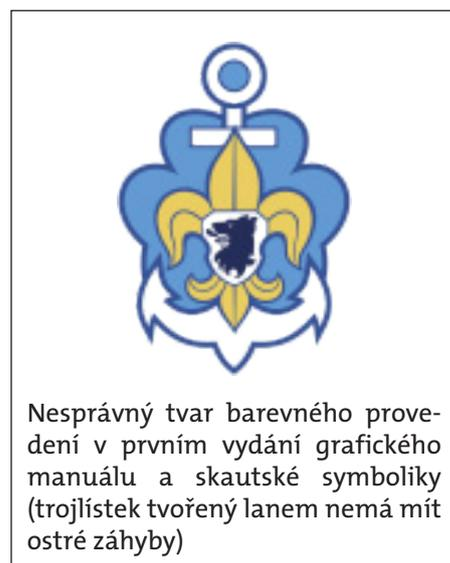 Nesprávný tvar barevného prove-
dení v prvním vydání grafického
manuálu a skautské symboliky
(trojlístek tvořený lanem nemá mít
ostré záhyby)